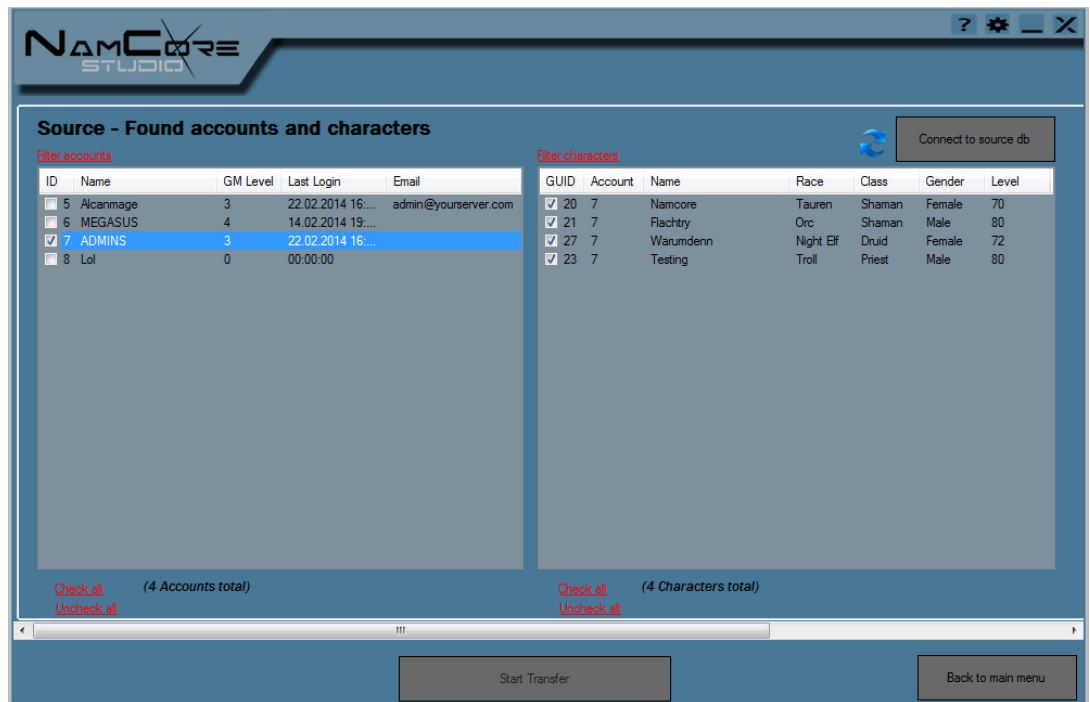 NAMCORE
STUDIO
?
Source - Found accounts and characters
Connect to source db
Filter accounts
Filter characters
ID Name GM Level Last Login Email
5 Alcanmage 3 22.02.2014 16:... admin@yourserver.com
6 MEGASUS 4 14.02.2014 19:...
7 ADMINS 3 22.02.2014 16:...
8 Lol 0 00:00:00
GUID Account Name Race Class Gender Level
20 7 Namcore Tauren Shaman Female 70
21 7 Flachtry Orc Shaman Male 80
27 7 Warumdenn Night Elf Druid Female 72
23 7 Testing Troll Priest Male 80
Check all (4 Accounts total)
Uncheck all
Check all (4 Characters total)
Uncheck all
Start Transfer
Back to main menu